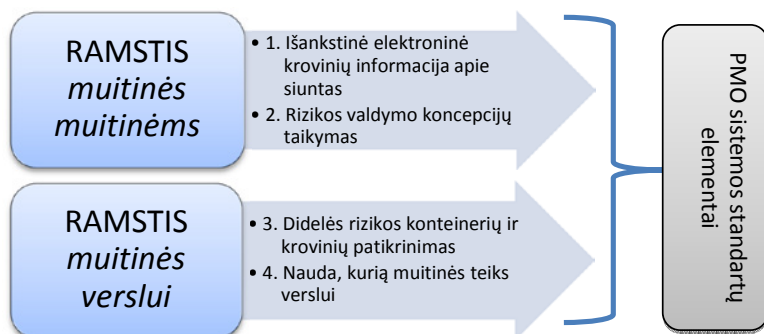 RAMSTIS
muitinės
muitinėms
• 1. Išankstinė elektroninė
krovinių informacija apie
siuntas
• 2. Rizikos valdymo koncepcijų
taikymas
RAMSTIS
muitinės
verslui
• 3. Didelės rizikos konteinerių ir
krovinių patikrinimas
• 4. Nauda, kurią muitinės teiks
verslui
PMO sistemos standartų
elementai